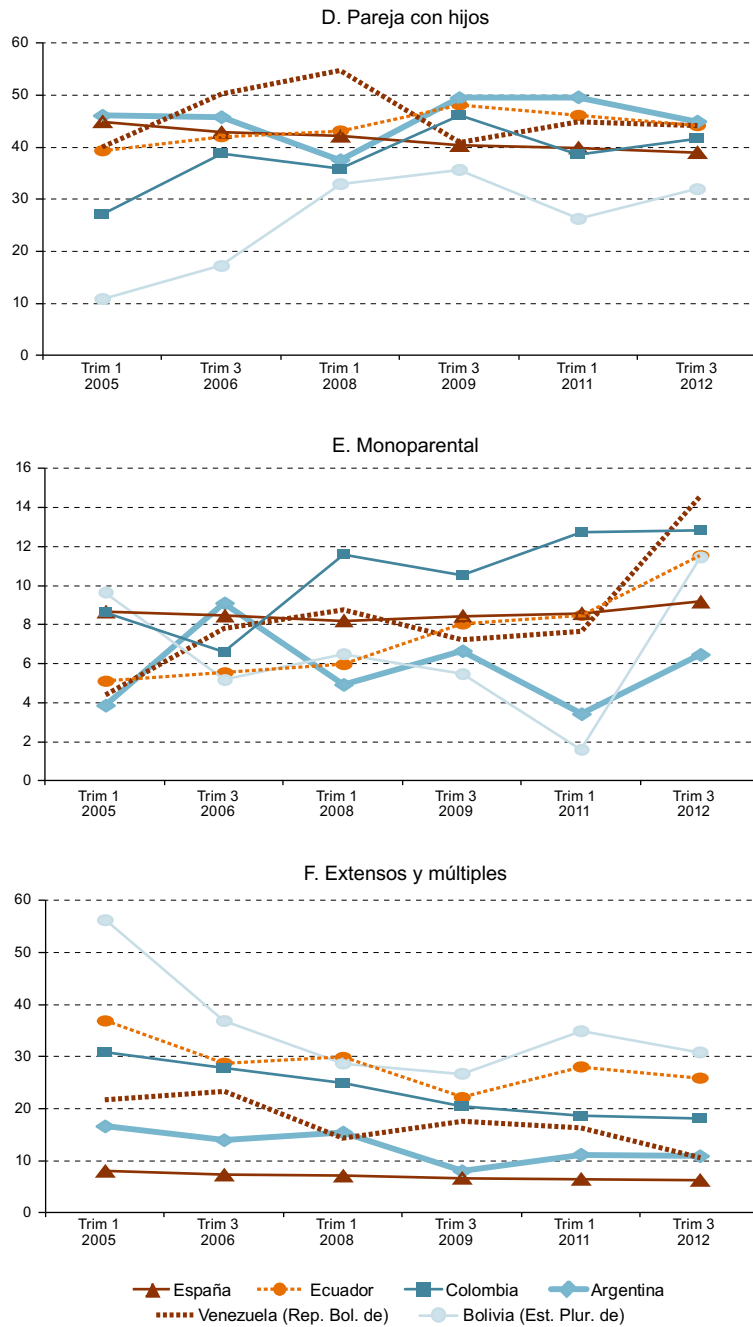 D. Pareja con hijos
60
50
40
30
20
10
0
Trim 1 Trim 3 Trim 1 Trim 3 Trim 1 Trim 3
2005 2006 2008 2009 2011 2012
E. Monoparental
16
14
12
10
8
6
4
2
0
Trim 1 Trim 3 Trim 1 Trim 3 Trim 1 Trim 3
2005 2006 2008 2009 2011 2012
F. Extensos y múltiples
60
50
40
30
20
10
0
Trim 1 Trim 3 Trim 1 Trim 3 Trim 1 Trim 3
2005 2006 2008 2009 2011 2012
España Ecuador Colombia Argentina
Venezuela (Rep. Bol. de) Bolivia (Est. Plur. de)